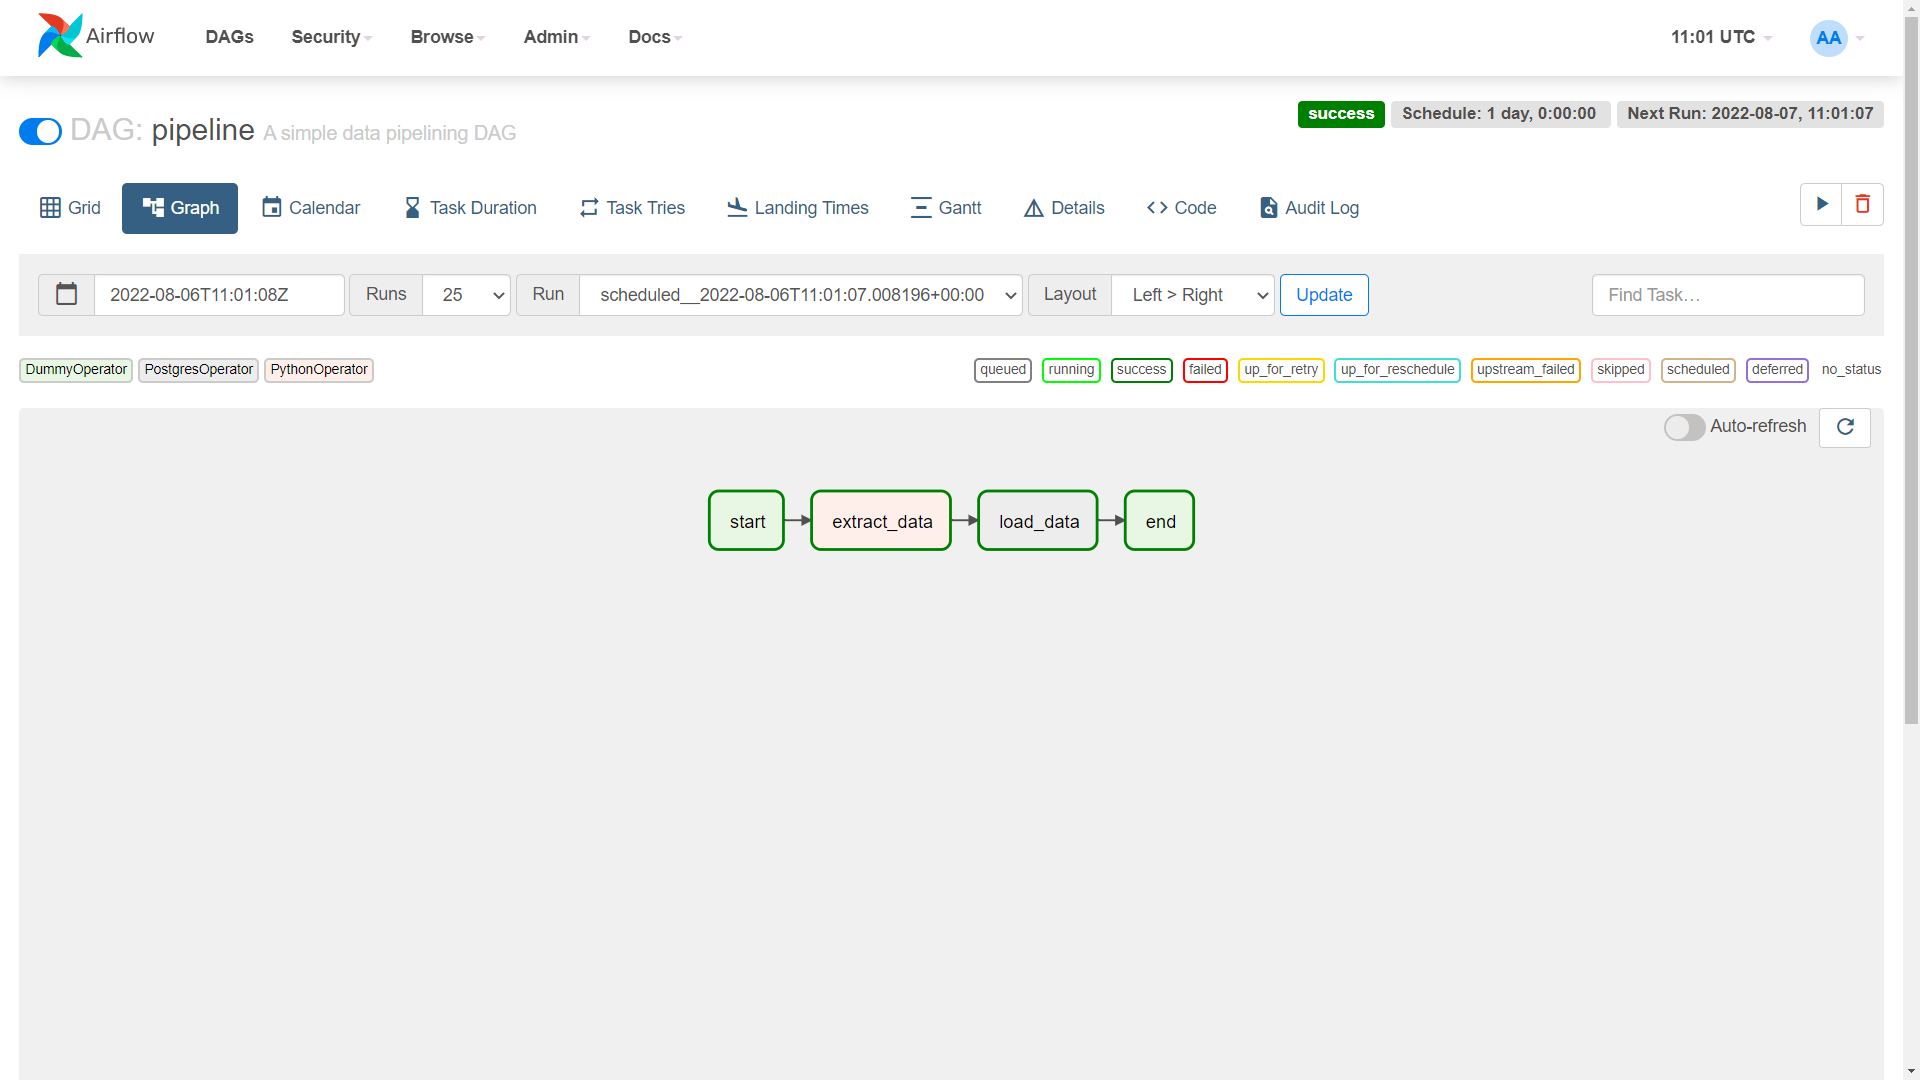 Airflow DAGs Security Browse Admin Docs 11:01 UTC AA
DAG: pipeline A simple data pipelining DAG
success Schedule: 1 day, 0:00:00 Next Run: 2022-08-07, 11:01:07
Grid Graph Calendar Task Duration Task Tries Landing Times Gantt Details Code Audit Log
2022-08-06T11:01:08Z Runs 25 Run scheduled__2022-08-06T11:01:07.008196+00:00 Layout Left > Right Update Find Task…
DummyOperator PostgresOperator PythonOperator queued running success failed up_for_retry up_for_reschedule upstream_failed skipped scheduled deferred no_status
Auto-refresh
start extract_data load_data end